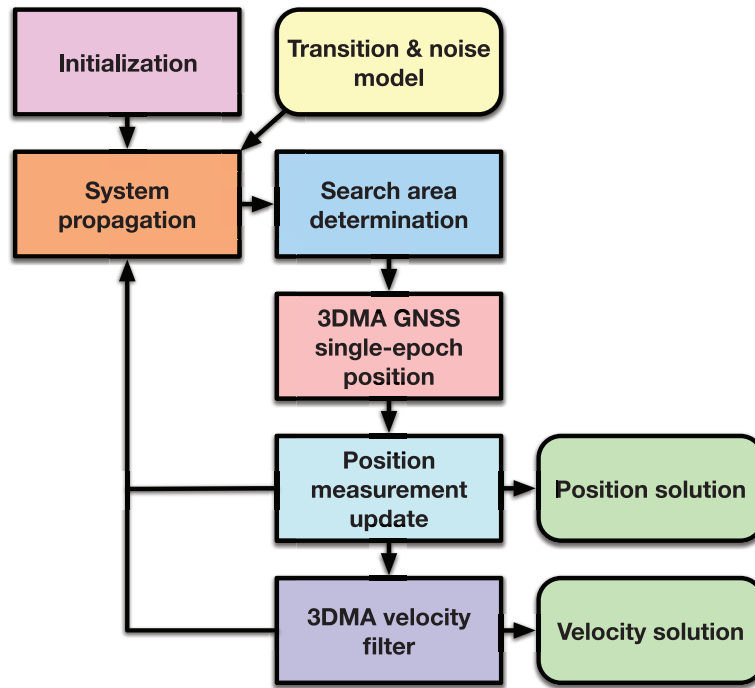 Initialization
Transition & noise
model
System
propagation
Search area
determination
3DMA GNSS
single-epoch
position
Position
measurement
update
Position solution
3DMA velocity
filter
Velocity solution